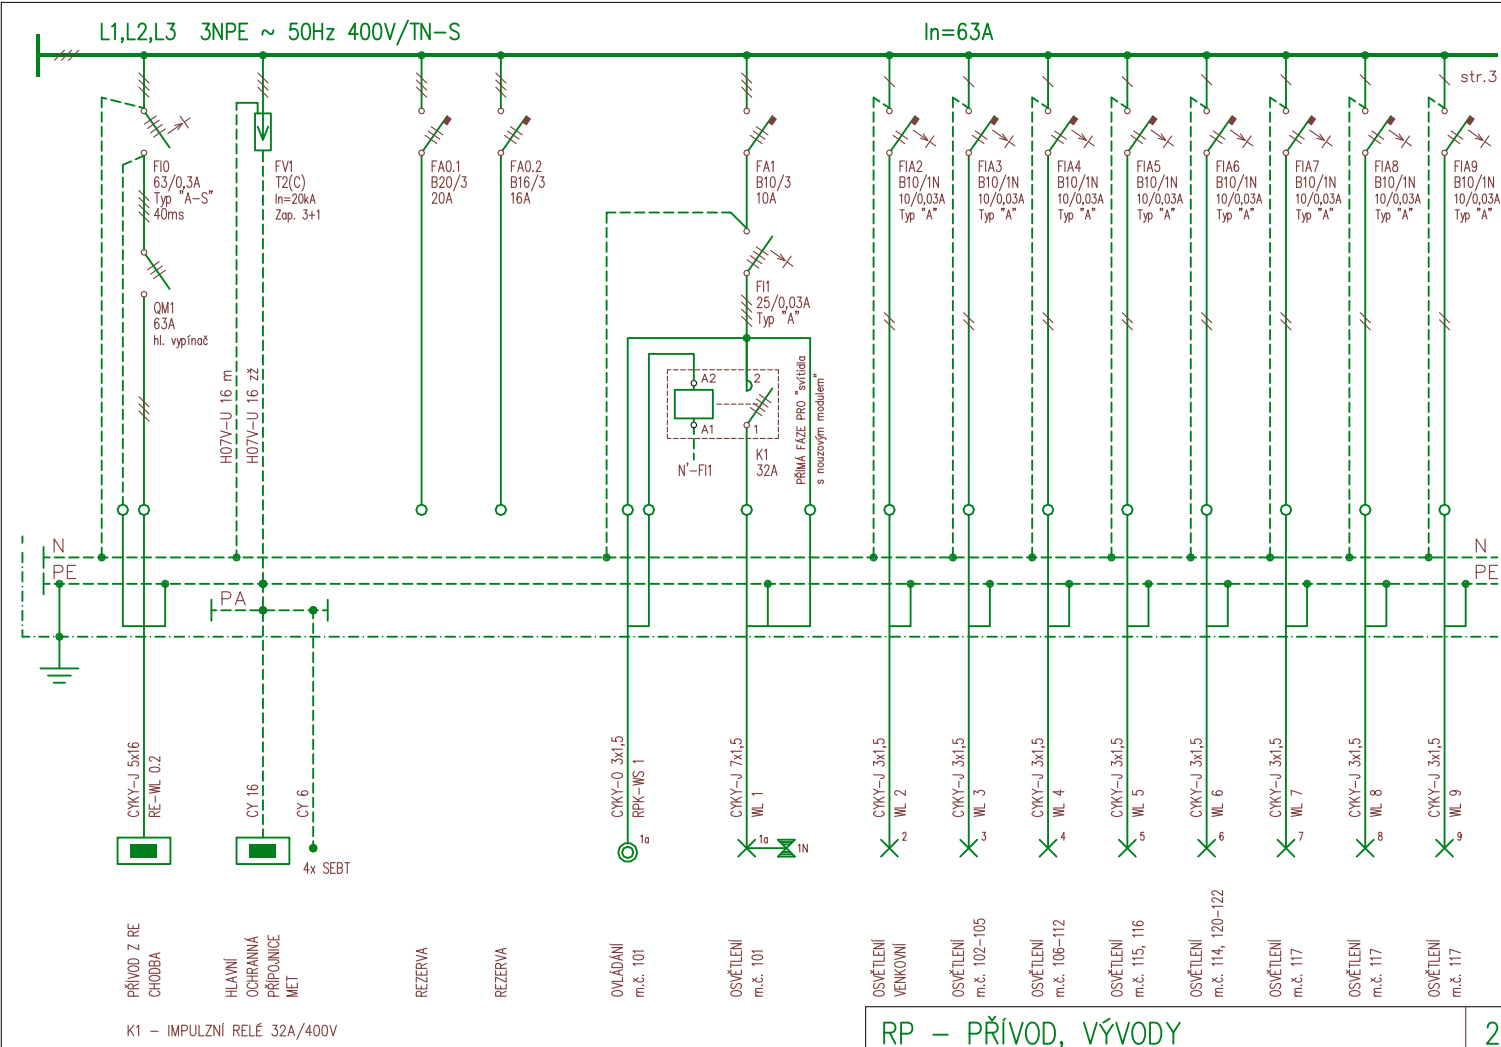 L1,L2,L3 3NPE ~ 50Hz 400V/TN-S
In=63A
str.3
FI0
63/0,3A
Typ "A-S"
40ms
FV1
T2(C)
In=20kA
Zap. 3+1
FA0.1
B20/3
20A
FA0.2
B16/3
16A
FA1
B10/3
10A
FIA2
B10/1N
10/0,03A
Typ "A"
FIA3
B10/1N
10/0,03A
Typ "A"
FIA4
B10/1N
10/0,03A
Typ "A"
FIA5
B10/1N
10/0,03A
Typ "A"
FIA6
B10/1N
10/0,03A
Typ "A"
FIA7
B10/1N
10/0,03A
Typ "A"
FIA8
B10/1N
10/0,03A
Typ "A"
FIA9
B10/1N
10/0,03A
Typ "A"
QM1
63A
hl. vypínač
FI1
25/0,03A
Typ "A"
H07V-U 16 m
H07V-U 16 zž
A2
2
A1
1
N'-FI1
K1
32A
PŘÍMÁ FÁZE PRO "svítidla
s nouzovým modulem"
N
N
PE
PE
PA
CYKY-J 5x16
RE-WL 0.2
CY 16
CY 6
4x SEBT
CYKY-O 3x1,5
RPK-WS 1
1a
CYKY-J 7x1,5
WL 1
1a
1N
CYKY-J 3x1,5
WL 2
2
CYKY-J 3x1,5
WL 3
3
CYKY-J 3x1,5
WL 4
4
CYKY-J 3x1,5
WL 5
5
CYKY-J 3x1,5
WL 6
6
CYKY-J 3x1,5
WL 7
7
CYKY-J 3x1,5
WL 8
8
CYKY-J 3x1,5
WL 9
9
PŘÍVOD Z RE
CHODBA
HLAVNÍ
OCHRANNÁ
PŘÍPOJNICE
MET
REZERVA
REZERVA
OVLÁDÁNÍ
m.č. 101
OSVĚTLENÍ
m.č. 101
OSVĚTLENÍ
VENKOVNÍ
OSVĚTLENÍ
m.č. 102-105
OSVĚTLENÍ
m.č. 106-112
OSVĚTLENÍ
m.č. 115, 116
OSVĚTLENÍ
m.č. 114, 120-122
OSVĚTLENÍ
m.č. 117
OSVĚTLENÍ
m.č. 117
OSVĚTLENÍ
m.č. 117
K1 - IMPULZNÍ RELÉ 32A/400V
RP - PŘÍVOD, VÝVODY
2